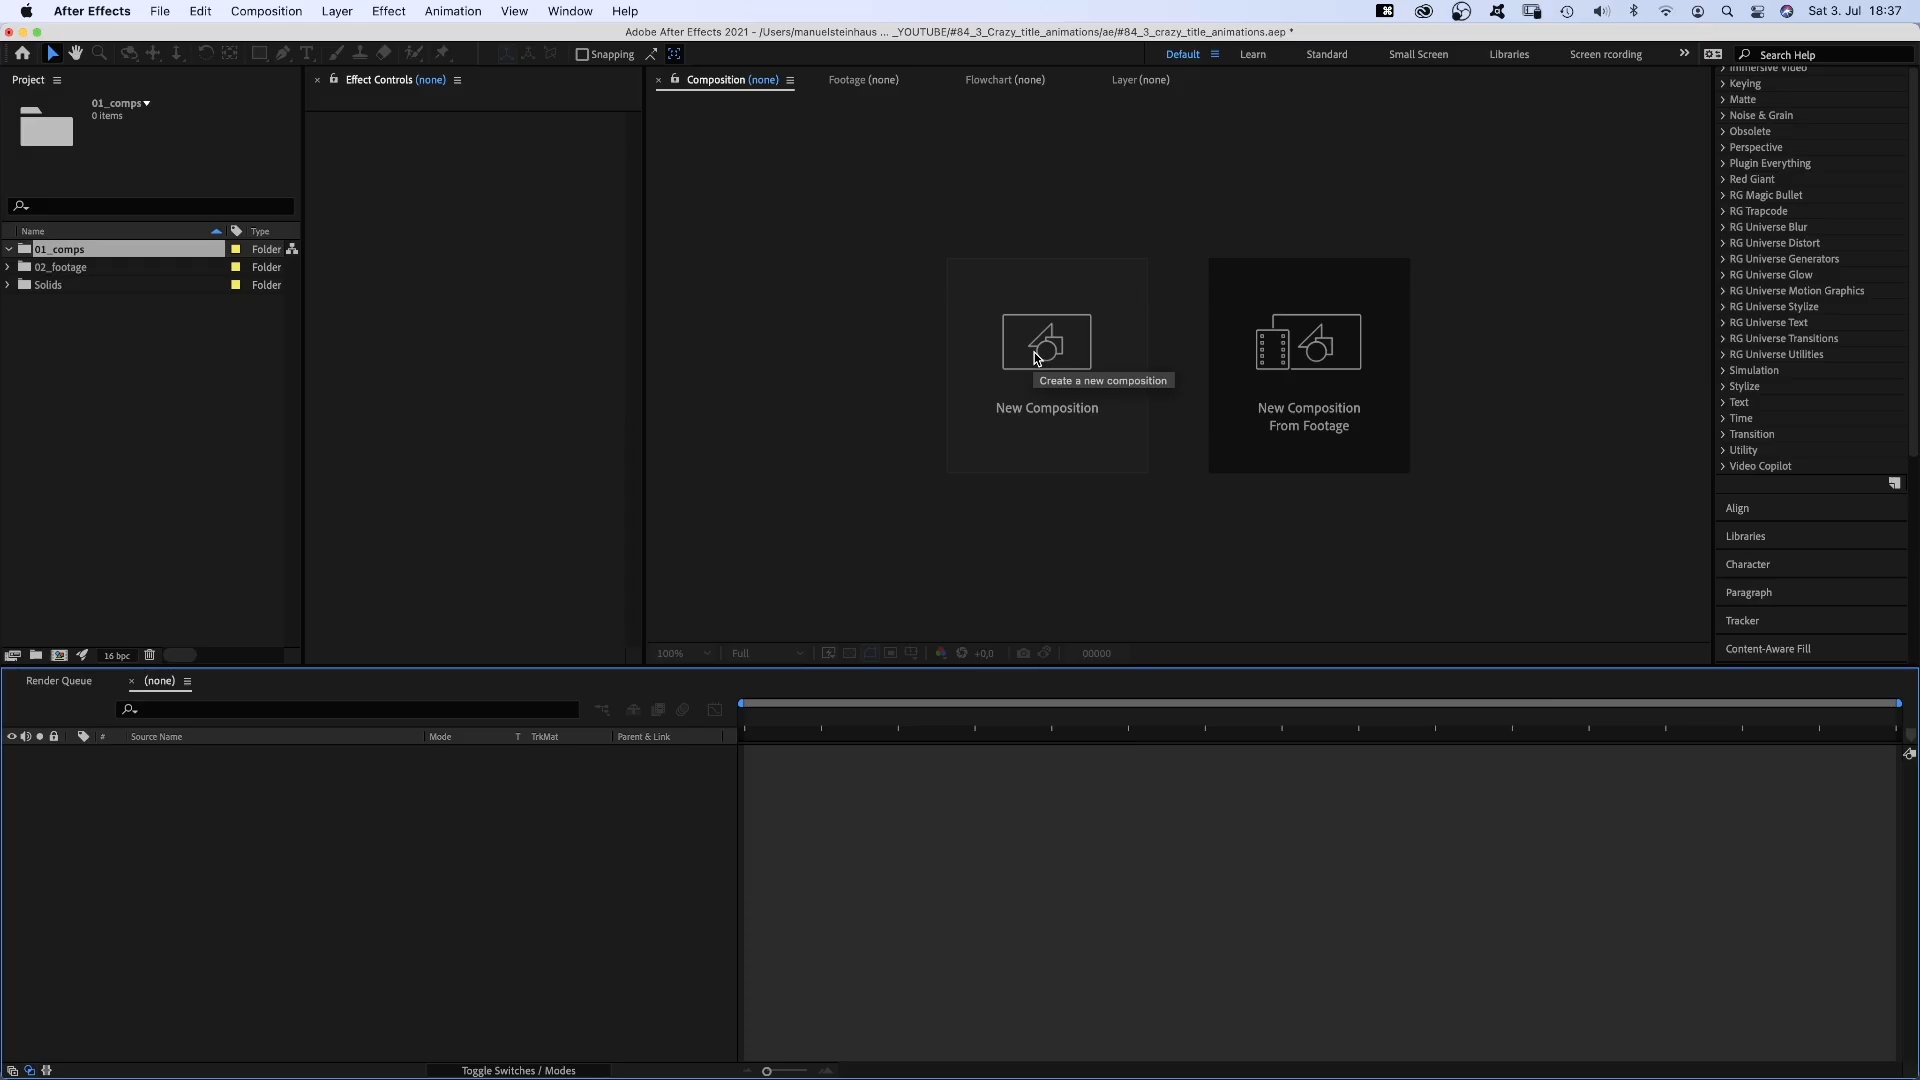 After Effects File Edit Composition Layer Effect Animation View Window Help Sat 3. Jul 18:37
Adobe After Effects 2021 - /Users/manuelsteinhaus ... _YOUTUBE/#84_3_Crazy_title_animations/ae/#84_3_crazy_title_animations.aep *
Snapping Default Learn Standard Small Screen Libraries Screen recording Search Help
Project
01_comps
0 items
Name Type
01_comps Folder
02_footage Folder
Solids Folder
16 bpc
Effect Controls (none)
Composition (none) Footage (none) Flowchart (none) Layer (none)
Create a new composition
New Composition
New Composition
From Footage
100% Full +0,0 00000
Immersive Video
Keying
Matte
Noise & Grain
Obsolete
Perspective
Plugin Everything
Red Giant
RG Magic Bullet
RG Trapcode
RG Universe Blur
RG Universe Distort
RG Universe Generators
RG Universe Glow
RG Universe Motion Graphics
RG Universe Stylize
RG Universe Text
RG Universe Transitions
RG Universe Utilities
Simulation
Stylize
Text
Time
Transition
Utility
Video Copilot
Align
Libraries
Character
Paragraph
Tracker
Content-Aware Fill
Render Queue (none)
# Source Name Mode T TrkMat Parent & Link
Toggle Switches / Modes